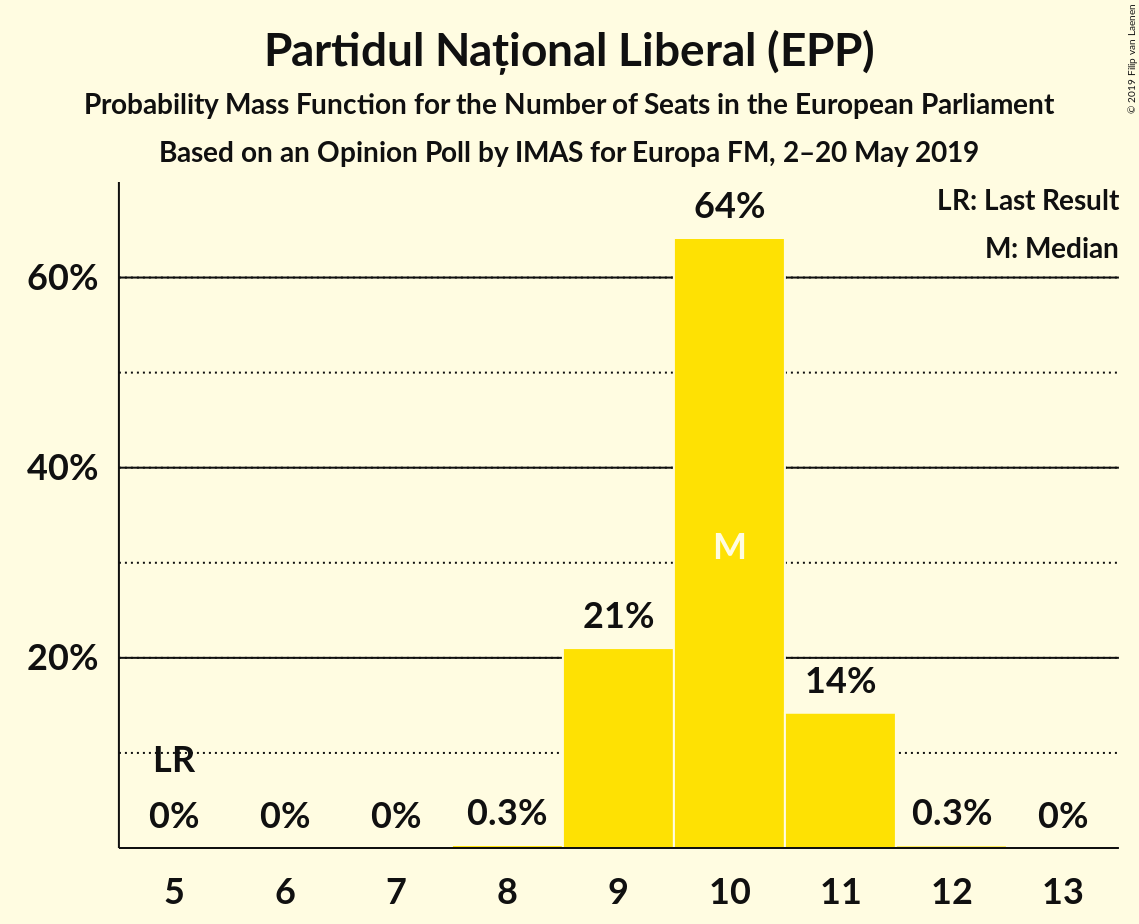 Partidul Național Liberal (EPP)
Probability Mass Function for the Number of Seats in the European Parliament
Based on an Opinion Poll by IMAS for Europa FM, 2–20 May 2019
© 2019 Filip van Laenen
LR: Last Result
M: Median
64%
60%
40%
M
21%
20%
14%
LR
0%
0%
0%
0.3%
0.3%
0%
5 6 7 8 9 10 11 12 13